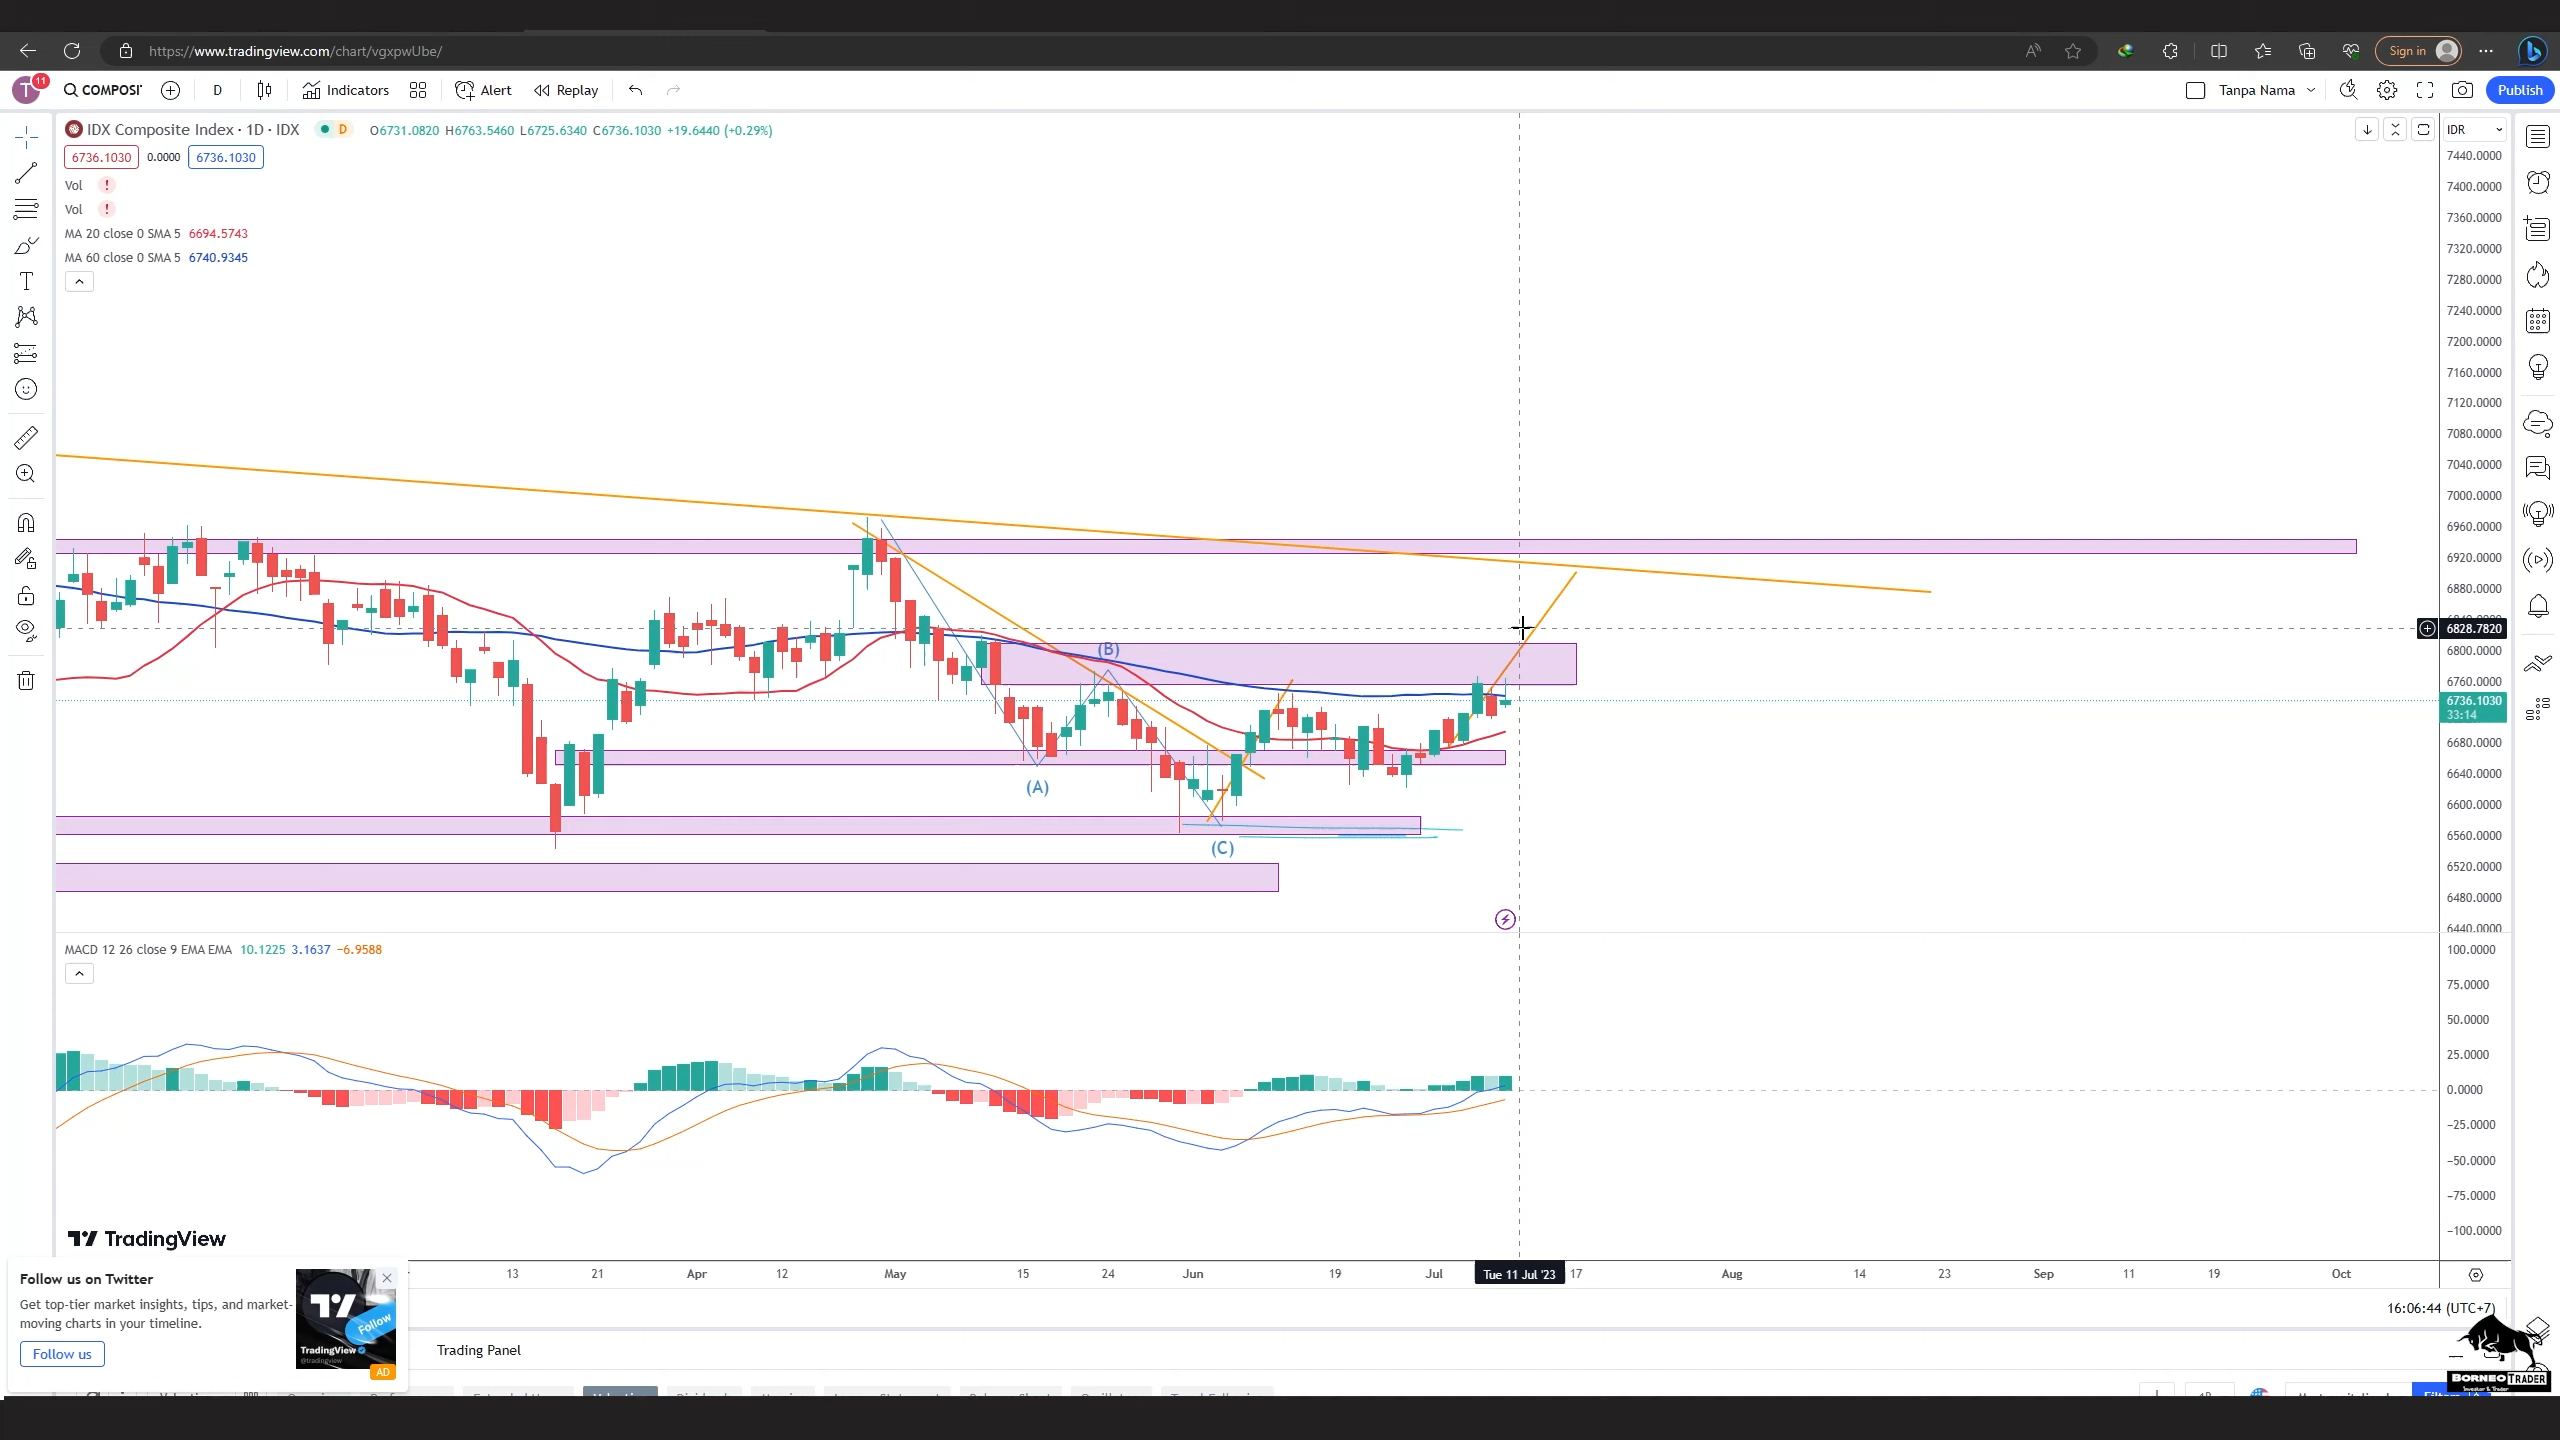 https://www.tradingview.com/chart/vgxpwUbe/
Sign in
T 11 COMPOSI D Indicators Alert Replay Tanpa Nama Publish
IDX Composite Index · 1D · IDX D O6731.0820 H6763.5460 L6725.6340 C6736.1030 +19.6440 (+0.29%)
IDR
6736.1030 0.0000 6736.1030
Vol !
Vol !
MA 20 close 0 SMA 5 6694.5743
MA 60 close 0 SMA 5 6740.9345
7440.0000
7400.0000
7360.0000
7320.0000
7280.0000
7240.0000
7200.0000
7160.0000
7120.0000
7080.0000
7040.0000
7000.0000
6960.0000
6920.0000
6880.0000
6828.7820
6800.0000
6760.0000
6736.1030
33:14
6680.0000
6640.0000
6600.0000
6560.0000
6520.0000
6480.0000
6440.0000
(B)
(A)
(C)
MACD 12 26 close 9 EMA EMA 10.1225 3.1637 −6.9588
100.0000
75.0000
50.0000
25.0000
0.0000
−25.0000
−50.0000
−75.0000
−100.0000
TradingView
13 21 Apr 12 May 15 24 Jun 19 Jul Tue 11 Jul '23 17 Aug 14 23 Sep 11 19 Oct
16:06:44 (UTC+7)
Follow us on Twitter
Get top-tier market insights, tips, and market-
moving charts in your timeline.
Follow us
Follow
TradingView
@tradingview
AD
Trading Panel
BORNEO TRADER
Investor & Trader